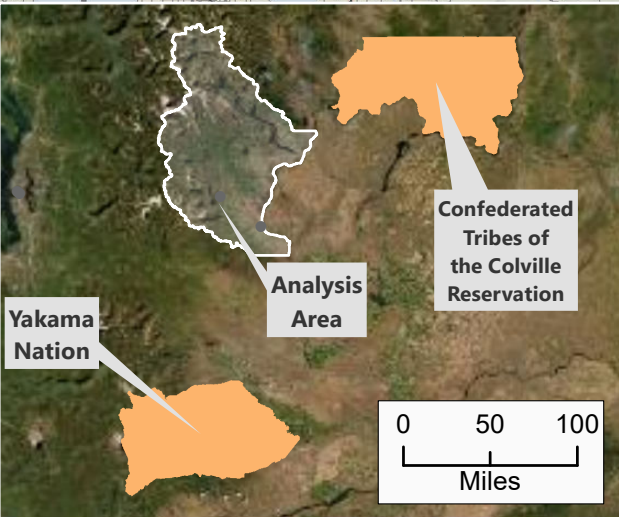 Confederated
Tribes of
the Colville
Reservation
Analysis
Area
Yakama
Nation
0 50 100
Miles